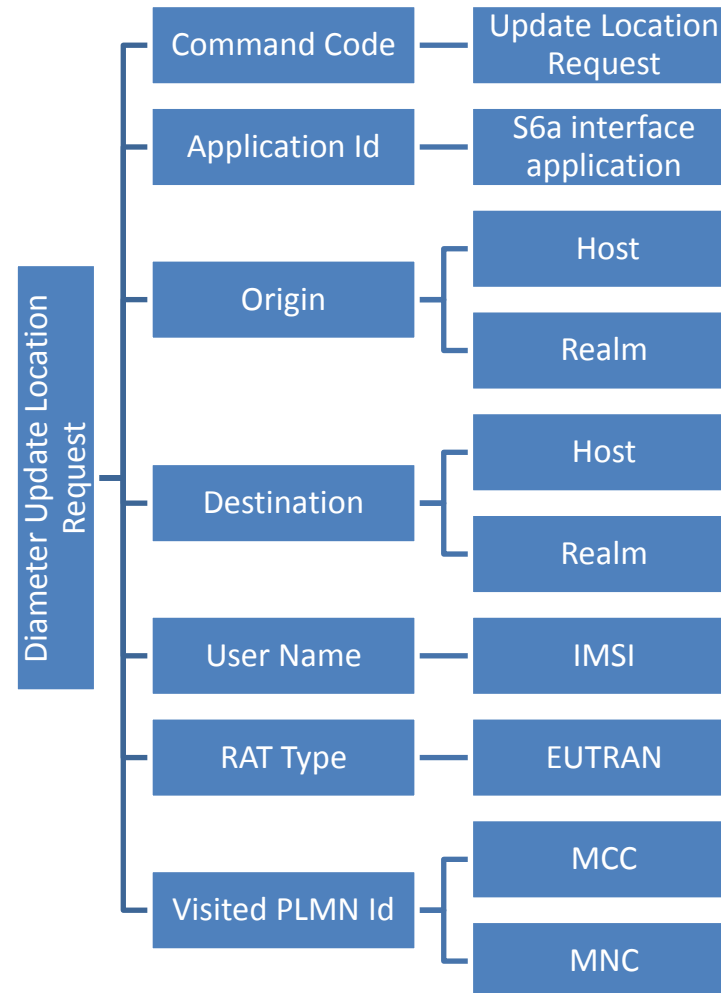 Diameter Update Location
Request
Command Code
Update Location
Request
Application Id
S6a interface
application
Origin
Host
Realm
Destination
Host
Realm
User Name
IMSI
RAT Type
EUTRAN
Visited PLMN Id
MCC
MNC